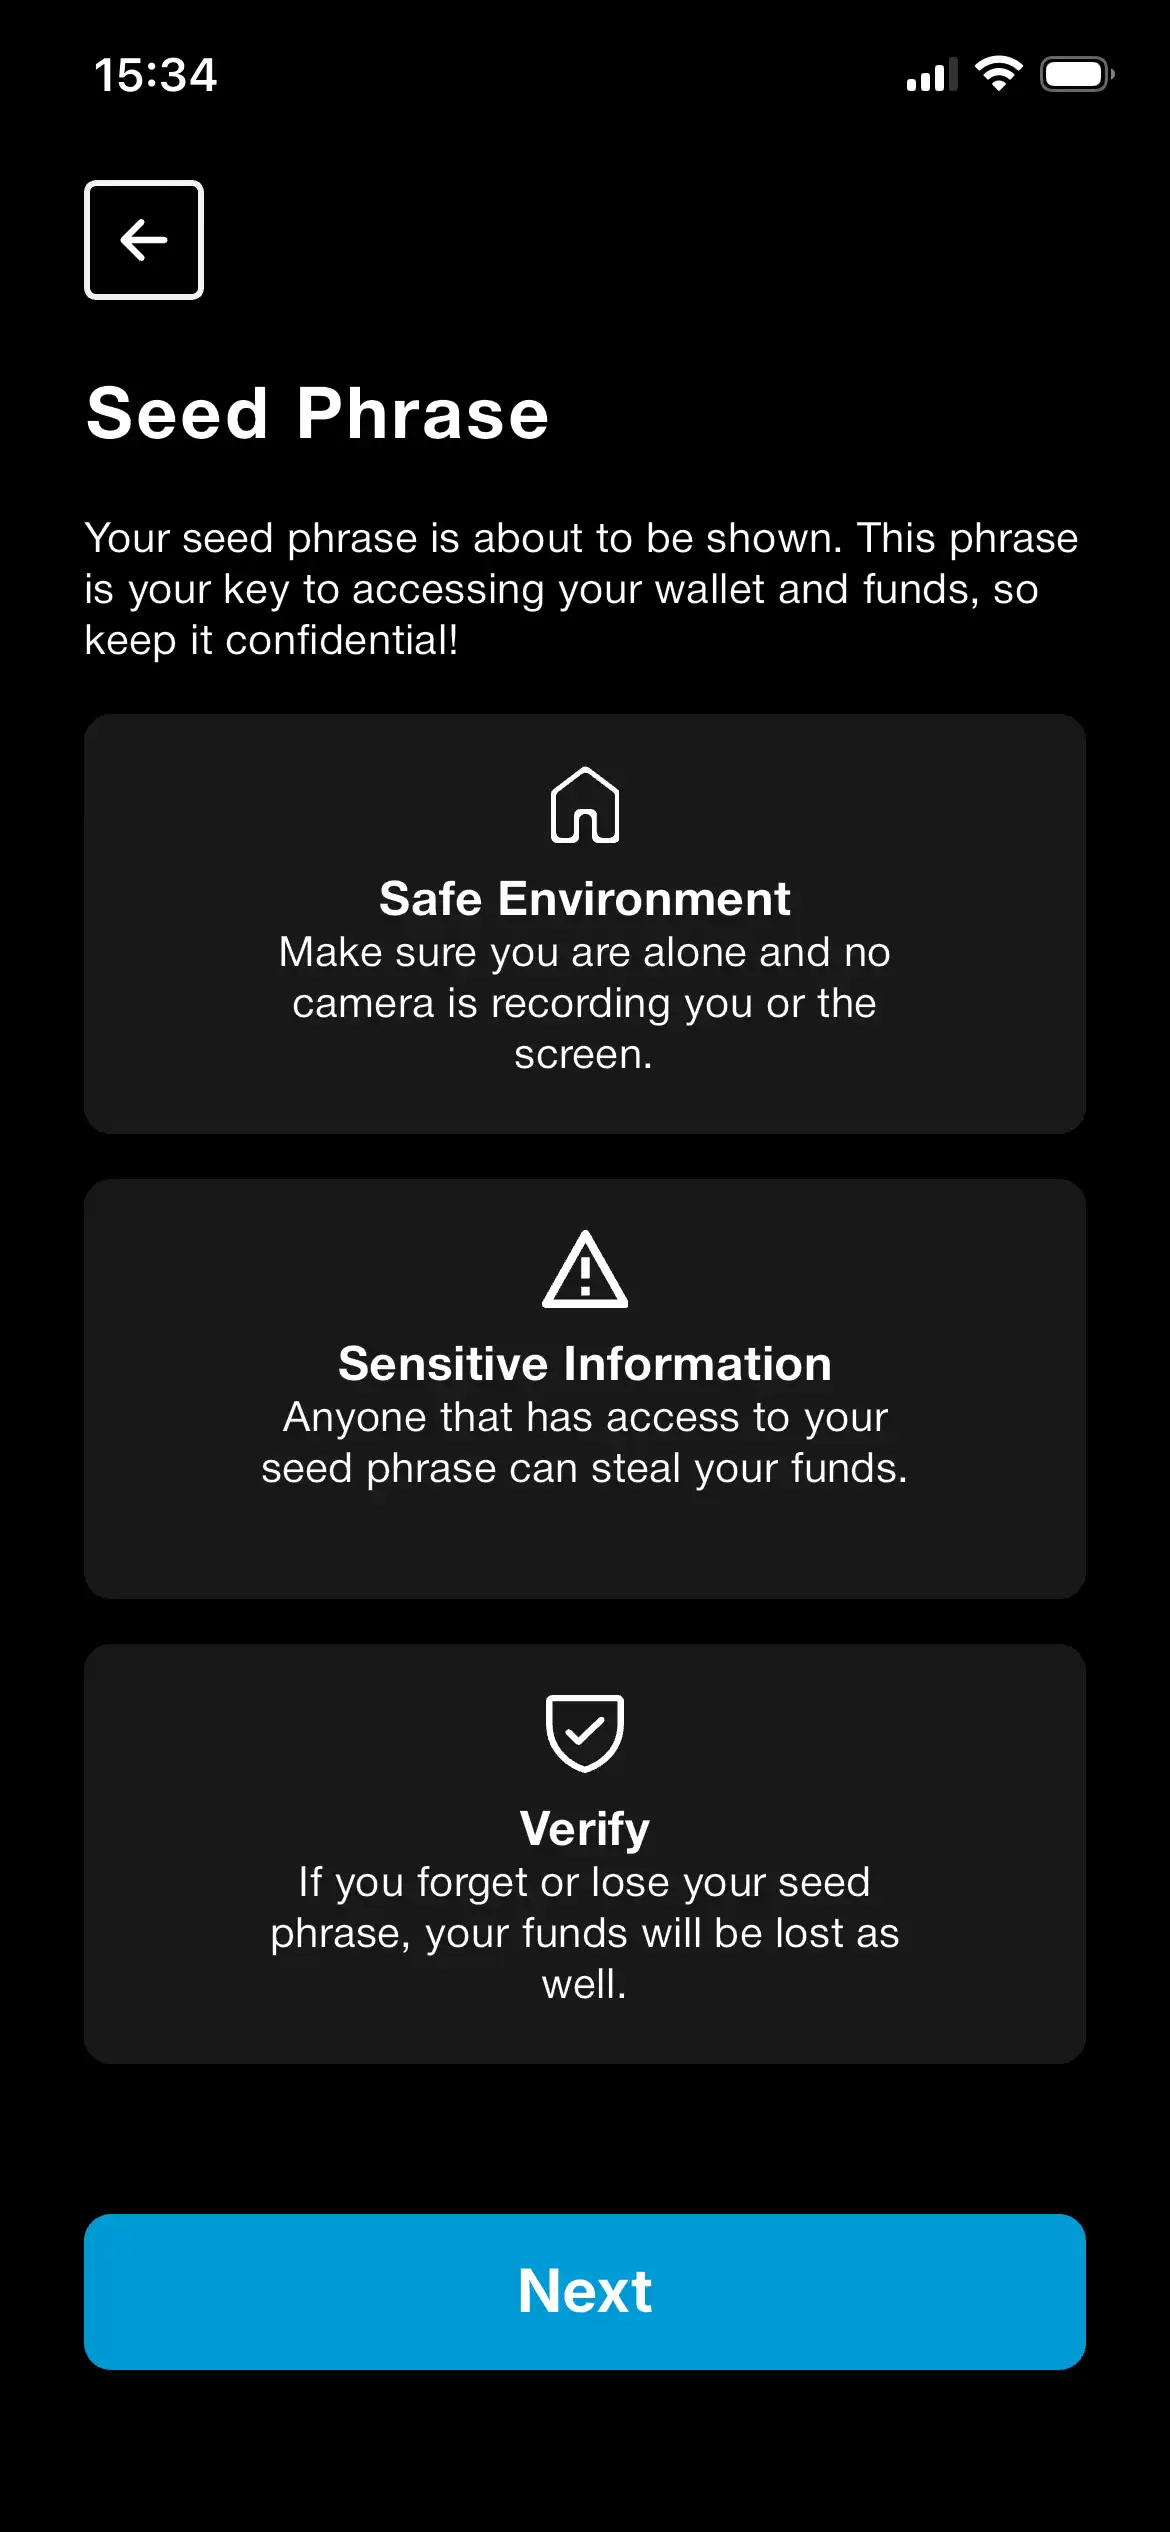 15:34
Seed Phrase
Your seed phrase is about to be shown. This phrase
is your key to accessing your wallet and funds, so
keep it confidential!
Safe Environment
Make sure you are alone and no
camera is recording you or the
screen.
Sensitive Information
Anyone that has access to your
seed phrase can steal your funds.
Verify
If you forget or lose your seed
phrase, your funds will be lost as
well.
Next